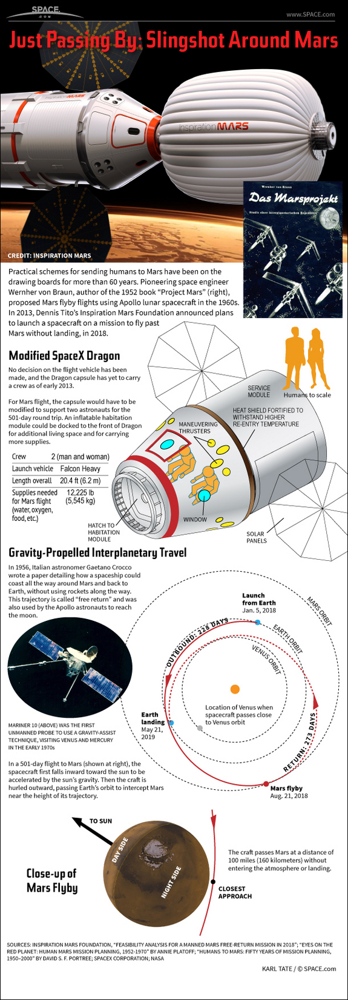 SPACE.
.COM
www.SPACE.com
Just Passing By: Slingshot Around Mars
inspirationMARS
inspirationMARS
Wernher von Braun
Das Marsprojekt
Studie einer interplanetarischen Expedition
CREDIT: INSPIRATION MARS
Practical schemes for sending humans to Mars have been on the
drawing boards for more than 60 years. Pioneering space engineer
Wernher von Braun, author of the 1952 book “Project Mars” (right),
proposed Mars flyby flights using Apollo lunar spacecraft in the 1960s.
In 2013, Dennis Tito’s Inspiration Mars Foundation announced plans
to launch a spacecraft on a mission to fly past
Mars without landing, in 2018.
Modified SpaceX Dragon
No decision on the flight vehicle has been
made, and the Dragon capsule has yet to carry
a crew as of early 2013.
For Mars flight, the capsule would have to be
modified to support two astronauts for the
501-day round trip. An inflatable habitation
module could be docked to the front of Dragon
for additional living space and for carrying
more supplies.
Crew 2 (man and woman)
Launch vehicle Falcon Heavy
Length overall 20.4 ft (6.2 m)
Supplies needed 12,225 lb
for Mars flight (5,545 kg)
(water, oxygen,
food, etc.)
SERVICE
MODULE
Humans to scale
HEAT SHIELD FORTIFIED TO
WITHSTAND HIGHER
RE-ENTRY TEMPERATURE
MANEUVERING
THRUSTERS
WINDOW
HATCH TO
HABITATION
MODULE
SOLAR
PANELS
Gravity-Propelled Interplanetary Travel
In 1956, Italian astronomer Gaetano Crocco
wrote a paper detailing how a spaceship could
coast all the way around Mars and back to
Earth, without using rockets along the way.
This trajectory is called “free return” and was
also used by the Apollo astronauts to reach
the moon.
MARINER 10 (ABOVE) WAS THE FIRST
UNMANNED PROBE TO USE A GRAVITY-ASSIST
TECHNIQUE, VISITING VENUS AND MERCURY
IN THE EARLY 1970s
In a 501-day flight to Mars (shown at right), the
spacecraft first falls inward toward the sun to be
accelerated by the sun’s gravity. Then the craft is
hurled outward, passing Earth’s orbit to intercept Mars
near the height of its trajectory.
Launch
from Earth
Jan. 5, 2018
MARS ORBIT
EARTH ORBIT
VENUS ORBIT
OUTBOUND: 228 DAYS
Location of Venus when
spacecraft passes close
to Venus orbit
Earth
landing
May 21,
2019
RETURN: 273 DAYS
Mars flyby
Aug. 21, 2018
TO SUN
DAY SIDE
NIGHT SIDE
Close-up of
Mars Flyby
The craft passes Mars at a distance of
100 miles (160 kilometers) without
entering the atmosphere or landing.
CLOSEST
APPROACH
SOURCES: INSPIRATION MARS FOUNDATION, “FEASIBILITY ANALYSIS FOR A MANNED MARS FREE-RETURN MISSION IN 2018”; “EYES ON THE
RED PLANET: HUMAN MARS MISSION PLANNING, 1952-1970” BY ANNIE PLATOFF; “HUMANS TO MARS: FIFTY YEARS OF MISSION PLANNING,
1950–2000” BY DAVID S. F. PORTREE; SPACEX CORPORATION; NASA
KARL TATE / © SPACE.com